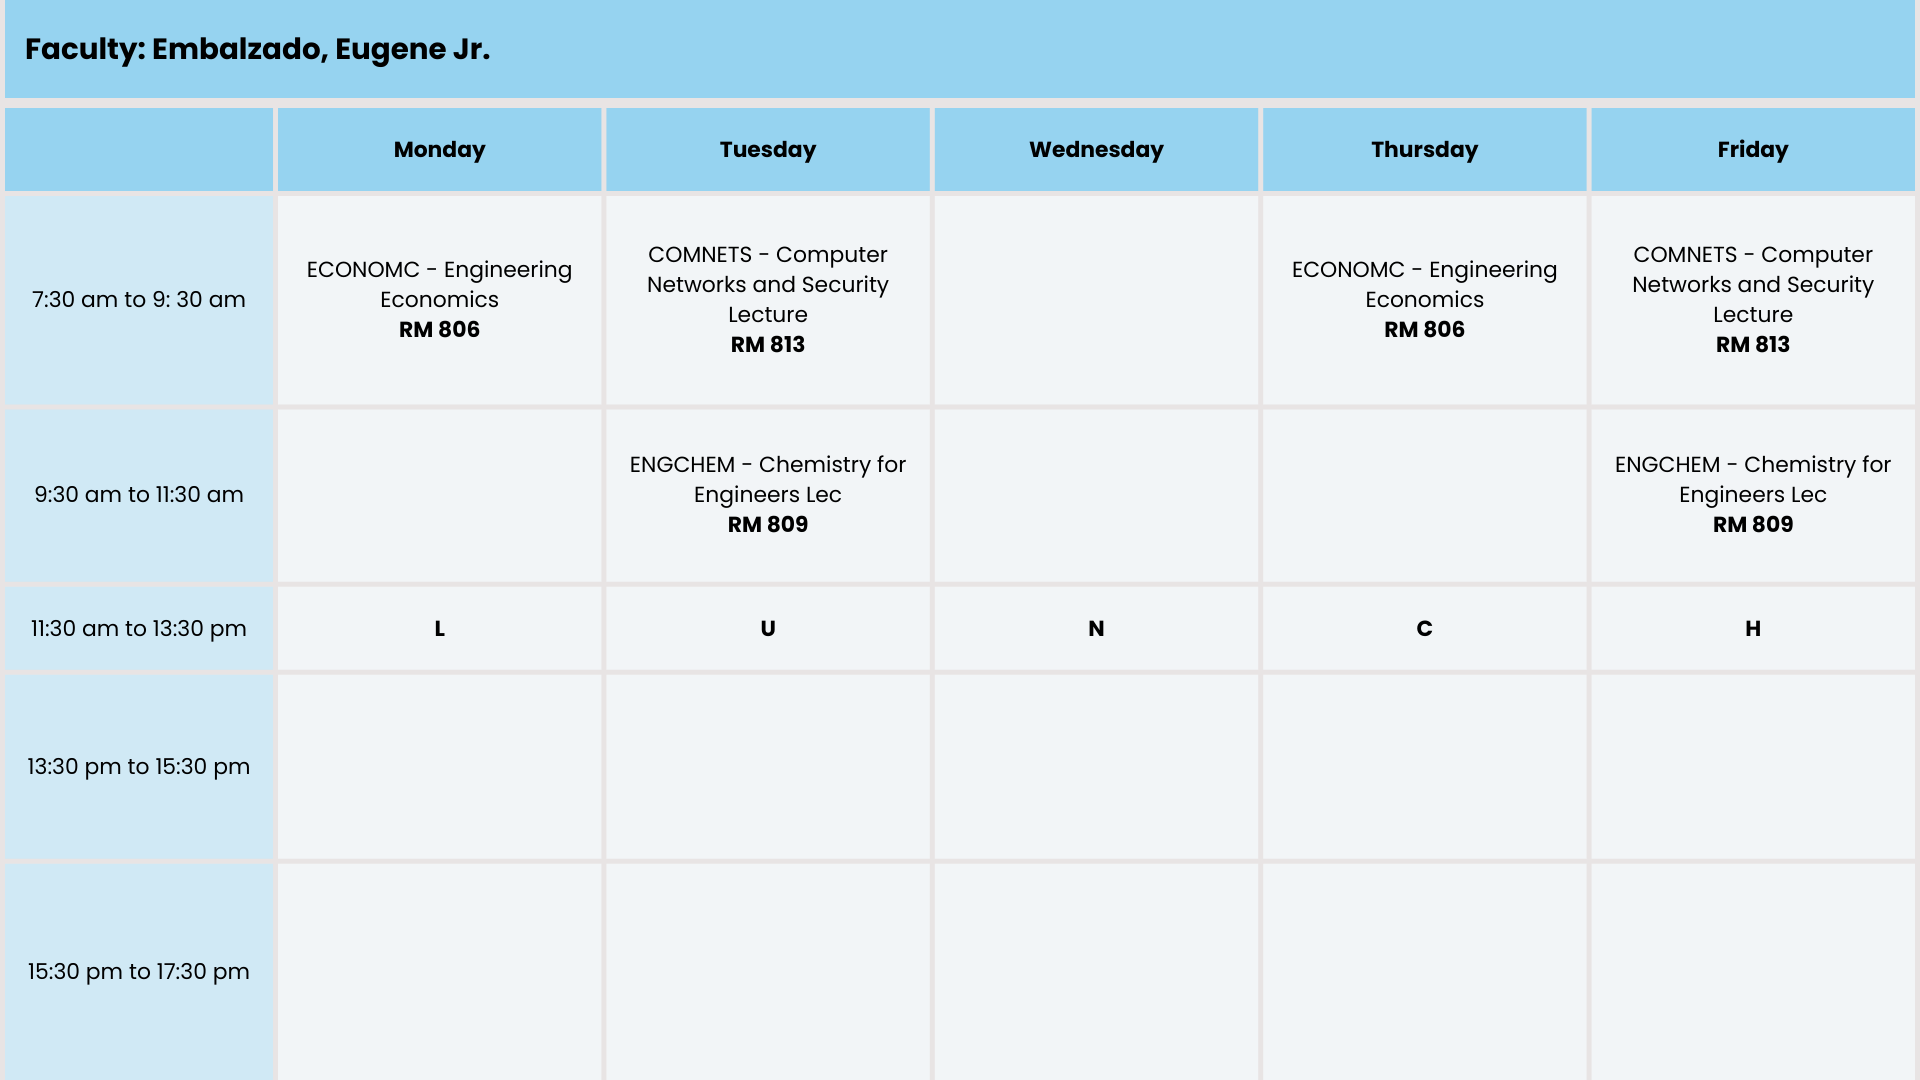 Faculty: Embalzado, Eugene Jr.
Monday
Tuesday
Wednesday
Thursday
Friday
7:30 am to 9: 30 am
ECONOMC - Engineering
Economics
RM 806
COMNETS - Computer
Networks and Security
Lecture
RM 813
ECONOMC - Engineering
Economics
RM 806
COMNETS - Computer
Networks and Security
Lecture
RM 813
9:30 am to 11:30 am
ENGCHEM - Chemistry for
Engineers Lec
RM 809
ENGCHEM - Chemistry for
Engineers Lec
RM 809
11:30 am to 13:30 pm
L
U
N
C
H
13:30 pm to 15:30 pm
15:30 pm to 17:30 pm